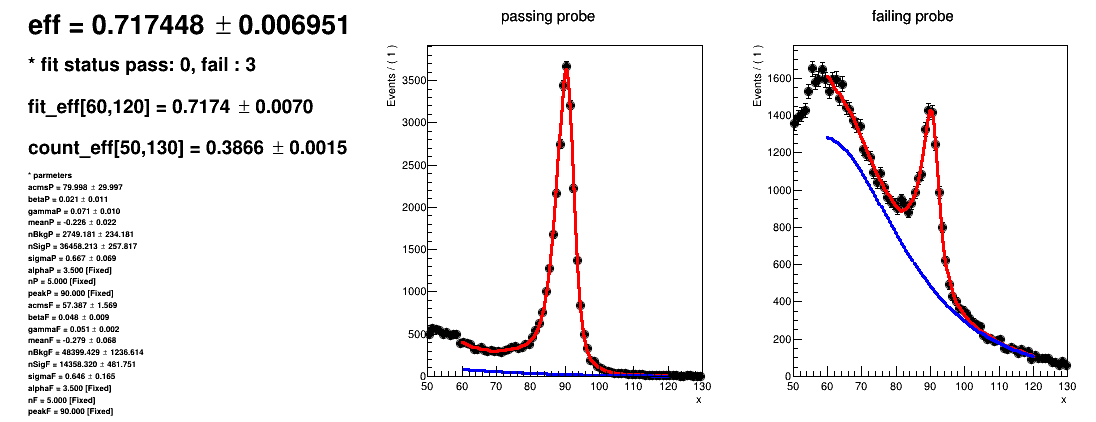 eff = 0.717448 ± 0.006951
* fit status pass: 0, fail : 3
fit_eff[60,120] = 0.7174 ± 0.0070
count_eff[50,130] = 0.3866 ± 0.0015
* parmeters
acmsP = 79.998 ± 29.997
betaP = 0.021 ± 0.011
gammaP = 0.071 ± 0.010
meanP = -0.226 ± 0.022
nBkgP = 2749.181 ± 234.181
nSigP = 36458.213 ± 257.817
sigmaP = 0.667 ± 0.069
alphaP = 3.500 [Fixed]
nP = 5.000 [Fixed]
peakP = 90.000 [Fixed]
acmsF = 57.387 ± 1.569
betaF = 0.048 ± 0.009
gammaF = 0.051 ± 0.002
meanF = -0.279 ± 0.068
nBkgF = 48399.429 ± 1236.614
nSigF = 14358.320 ± 481.751
sigmaF = 0.646 ± 0.165
alphaF = 3.500 [Fixed]
nF = 5.000 [Fixed]
peakF = 90.000 [Fixed]
passing probe
Events / ( 1 )
3500
3000
2500
2000
1500
1000
500
0
50 60 70 80 90 100 110 120 130
x
failing probe
Events / ( 1 )
1600
1400
1200
1000
800
600
400
200
0
50 60 70 80 90 100 110 120 130
x